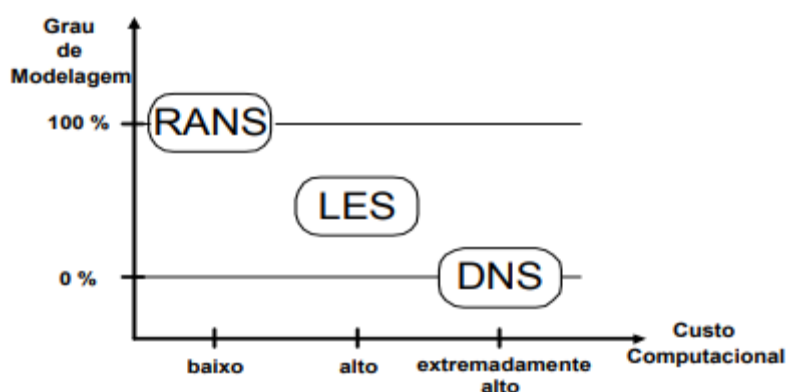 Grau
de
Modelagem
100 %
RANS
LES
0 %
DNS
baixo
alto
extremadamente
alto
Custo
Computacional